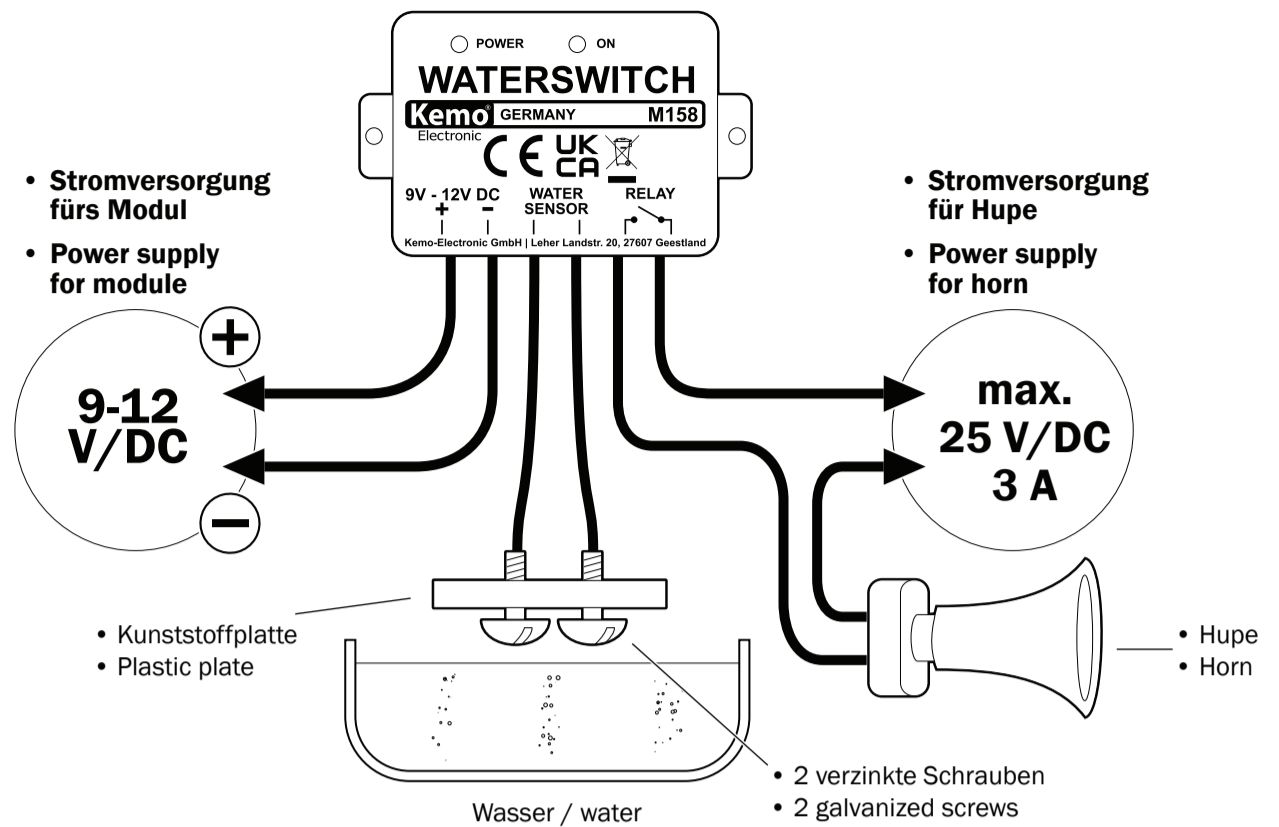 POWER ON
WATERSWITCH
Kemo® GERMANY M158
Electronic
CE UK
CA
9V - 12V DC WATER RELAY
+ - SENSOR
Kemo-Electronic GmbH | Leher Landstr. 20, 27607 Geestland
• Stromversorgung
fürs Modul
• Power supply
for module
+
9-12
V/DC
−
• Stromversorgung
für Hupe
• Power supply
for horn
max.
25 V/DC
3 A
• Kunststoffplatte
• Plastic plate
• Hupe
• Horn
• 2 verzinkte Schrauben
• 2 galvanized screws
Wasser / water